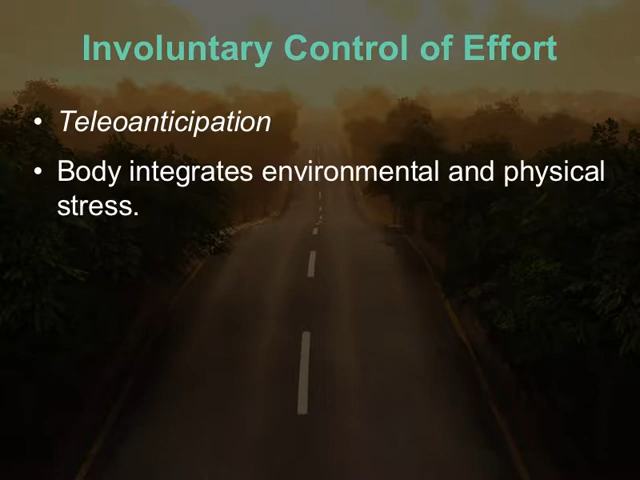 Involuntary Control of Effort
• Teleoanticipation
• Body integrates environmental and physical
stress.